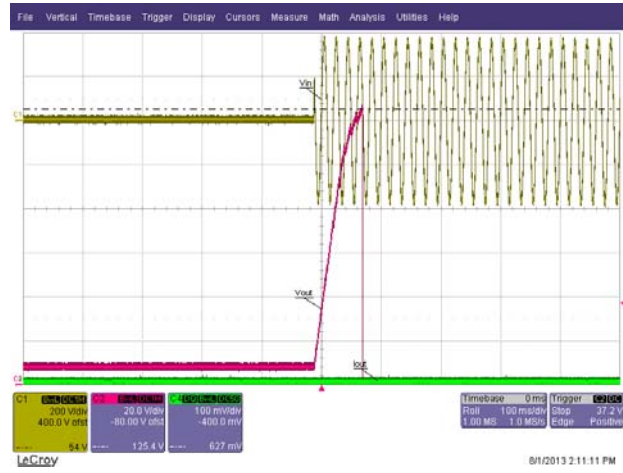 File Vertical Timebase Trigger Display Cursors Measure Math Analysis Utilities Help
Vin
C1
Vout
Iout
C1
200 V/div
400.0 V ofst
54 V
20.0 V/div
-80.00 V ofst
125.4 V
100 mV/div
-400.0 mV
627 mV
Timebase 0 ms
Roll 100 ms/div
1.00 MS 1.0 MS/s
Trigger C2 DC
Stop 37.2 V
Edge Positive
LeCroy
8/1/2013 2:11:11 PM